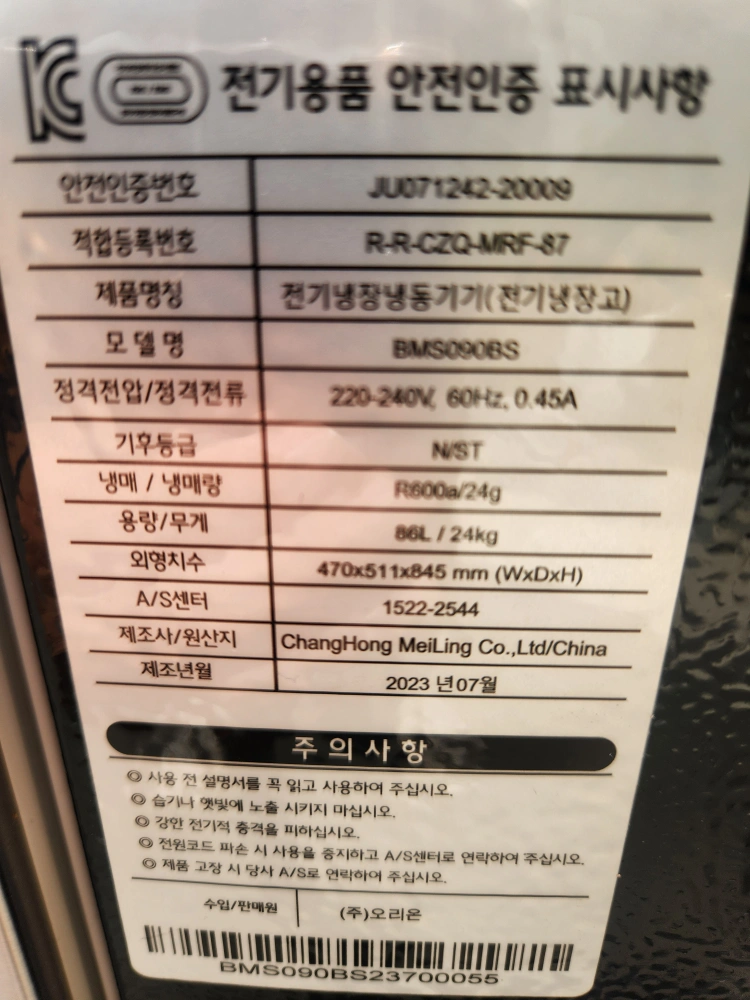 전기용품 안전인증 표시사항
안전인증번호 JU071242-20009
적합등록번호 R-R-CZQ-MRF-87
제품명칭 전기냉장냉동기기(전기냉장고)
모델명 BMS090BS
정격전압/정격전류 220-240V, 60Hz, 0.45A
기후등급 N/ST
냉매 / 냉매량 R600a/24g
용량/무게 86L / 24kg
외형치수 470x511x845 mm (WxDxH)
A/S센터 1522-2544
제조사/원산지 ChangHong MeiLing Co.,Ltd/China
제조년월 2023 년07월
주의사항
◎ 사용 전 설명서를 꼭 읽고 사용하여 주십시오.
◎ 습기나 햇빛에 노출 시키지 마십시오.
◎ 강한 전기적 충격을 피하십시오.
◎ 전원코드 파손 시 사용을 중지하고 A/S센터로 연락하여 주십시오.
◎ 제품 고장 시 당사 A/S로 연락하여 주십시오.
수입/판매원 (주)오리온
BMS090BS23700055